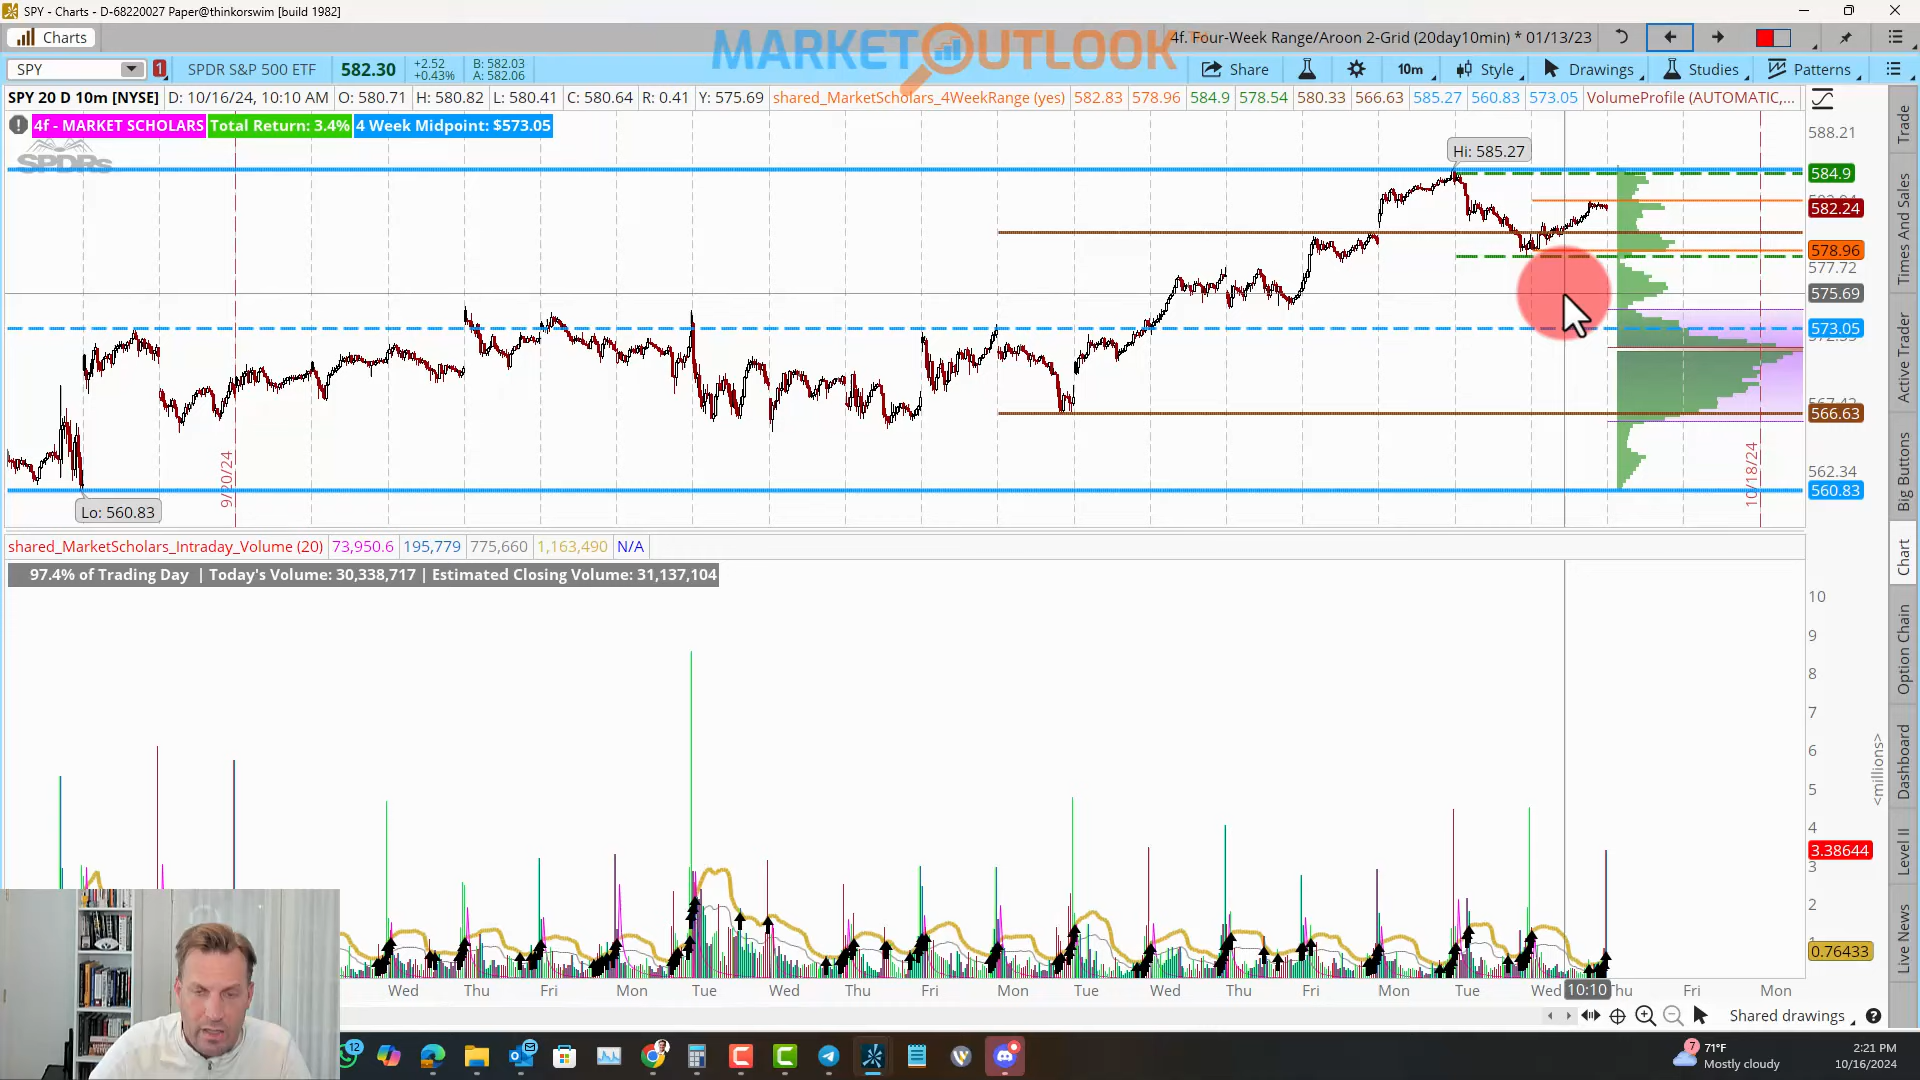 SPY - Charts - D-68220027 Paper@thinkorswim [build 1982]
Charts
MARKETOUTLOOK
4f. Four-Week Range/Aroon 2-Grid (20day10min) * 01/13/23
SPY
1
SPDR S&P 500 ETF
582.30
+2.52
+0.43%
B: 582.03
A: 582.06
Share
10m
Style
Drawings
Studies
Patterns
SPY 20 D 10m [NYSE]
D: 10/16/24, 10:10 AM
O: 580.71
H: 580.82
L: 580.41
C: 580.64
R: 0.41
Y: 575.69
shared_MarketScholars_4WeekRange (yes)
582.83
578.96
584.9
578.54
580.33
566.63
585.27
560.83
573.05
VolumeProfile (AUTOMATIC,...
4f - MARKET SCHOLARS
Total Return: 3.4%
4 Week Midpoint: $573.05
SPDRs
Hi: 585.27
Lo: 560.83
9/20/24
10/18/24
588.21
584.9
582.24
578.96
577.72
575.69
573.05
566.63
562.34
560.83
shared_MarketScholars_Intraday_Volume (20)
73,950.6
195,779
775,660
1,163,490
N/A
97.4% of Trading Day | Today's Volume: 30,338,717 | Estimated Closing Volume: 31,137,104
10
9
8
7
6
5
4
3.38644
3
2
0.76433
<millions>
Wed
Thu
Fri
Mon
Tue
Wed
Thu
Fri
Mon
Tue
Wed
Thu
Fri
Mon
Tue
Wed
10:10
Thu
Fri
Mon
Shared drawings
Trade
Times And Sales
Active Trader
Big Buttons
Chart
Option Chain
Dashboard
Level II
Live News
12
7
71°F
Mostly cloudy
2:21 PM
10/16/2024